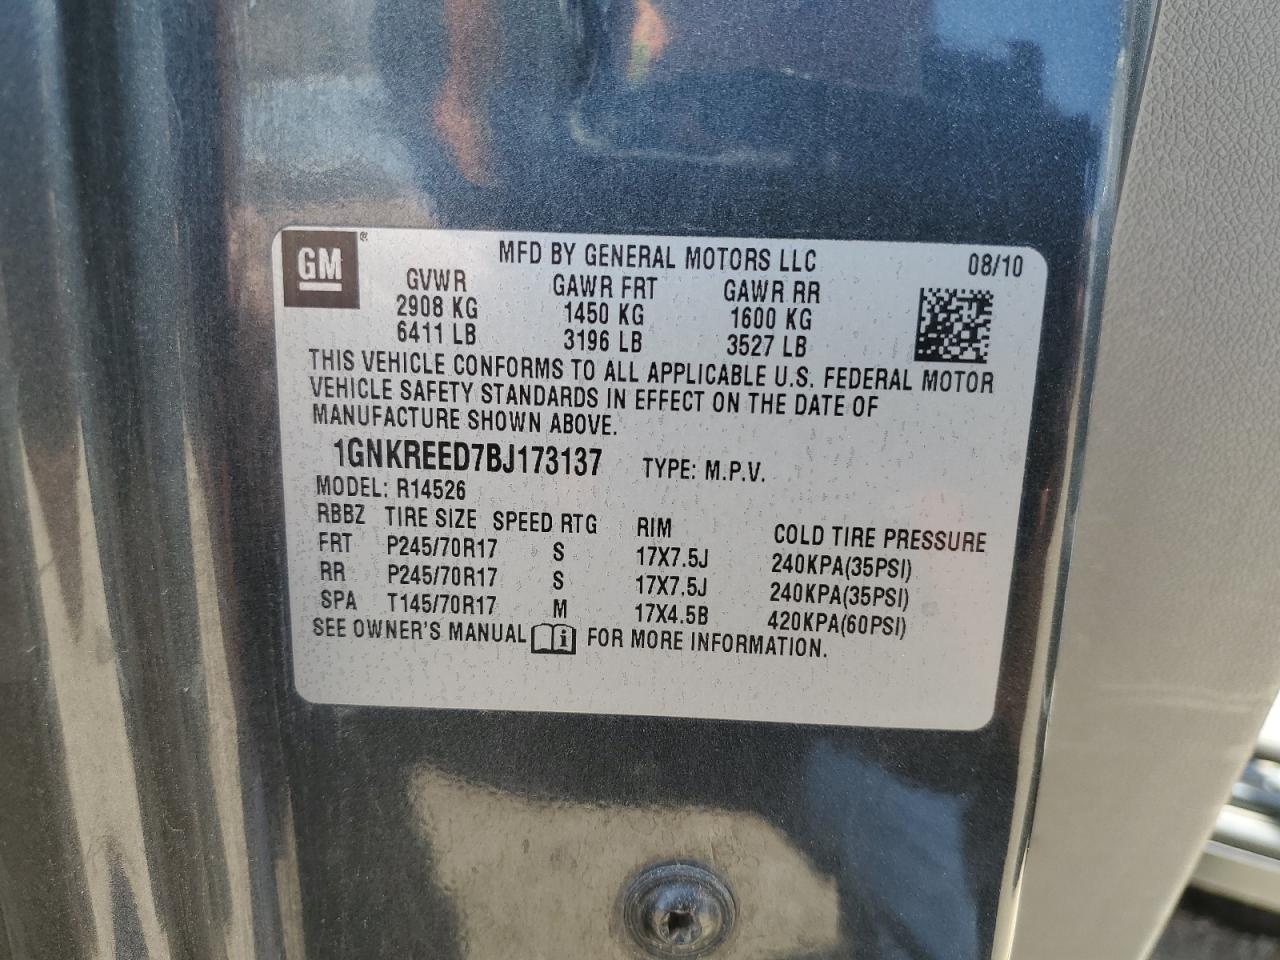 GM® MFD BY GENERAL MOTORS LLC 08/10
GVWR GAWR FRT GAWR RR
2908 KG 1450 KG 1600 KG
6411 LB 3196 LB 3527 LB
THIS VEHICLE CONFORMS TO ALL APPLICABLE U.S. FEDERAL MOTOR
VEHICLE SAFETY STANDARDS IN EFFECT ON THE DATE OF
MANUFACTURE SHOWN ABOVE.
1GNKREED7BJ173137 TYPE: M.P.V.
MODEL: R14526
RBBZ TIRE SIZE SPEED RTG RIM COLD TIRE PRESSURE
FRT P245/70R17 S 17X7.5J 240KPA(35PSI)
RR P245/70R17 S 17X7.5J 240KPA(35PSI)
SPA T145/70R17 M 17X4.5B 420KPA(60PSI)
SEE OWNER'S MANUAL FOR MORE INFORMATION.